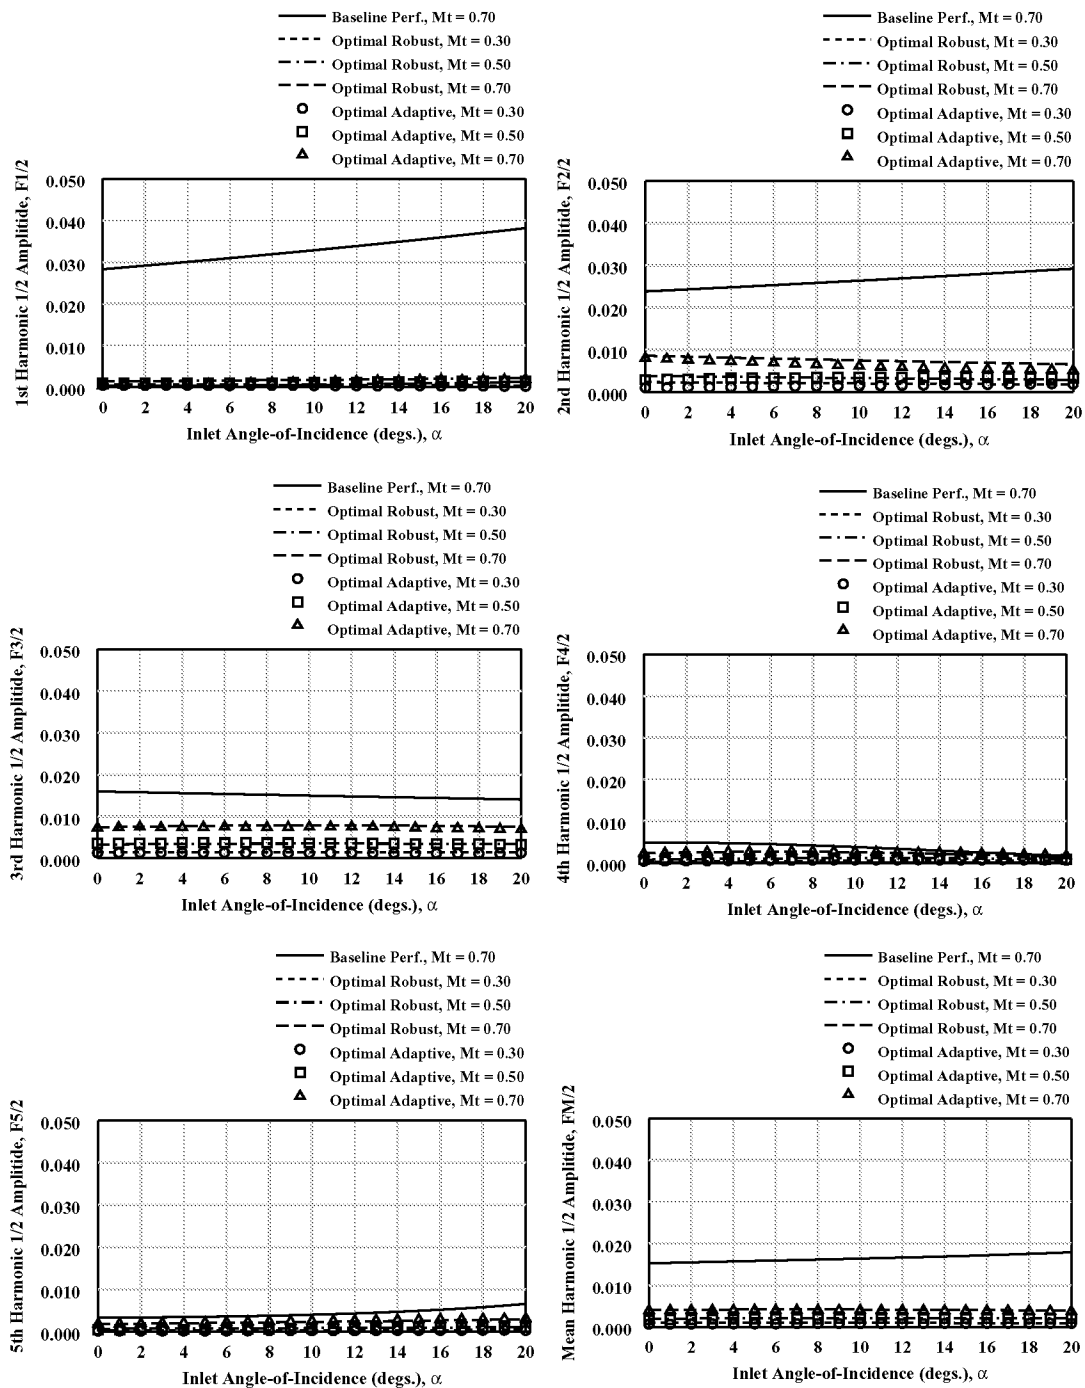 Baseline Perf., Mt = 0.70
Optimal Robust, Mt = 0.30
Optimal Robust, Mt = 0.50
Optimal Robust, Mt = 0.70
Optimal Adaptive, Mt = 0.30
Optimal Adaptive, Mt = 0.50
Optimal Adaptive, Mt = 0.70
1st Harmonic 1/2 Amplitide, F1/2
0.050
0.040
0.030
0.020
0.010
0.000
0 2 4 6 8 10 12 14 16 18 20
Inlet Angle-of-Incidence (degs.), α
Baseline Perf., Mt = 0.70
Optimal Robust, Mt = 0.30
Optimal Robust, Mt = 0.50
Optimal Robust, Mt = 0.70
Optimal Adaptive, Mt = 0.30
Optimal Adaptive, Mt = 0.50
Optimal Adaptive, Mt = 0.70
2nd Harmonic 1/2 Amplitide, F2/2
0.050
0.040
0.030
0.020
0.010
0.000
0 2 4 6 8 10 12 14 16 18 20
Inlet Angle-of-Incidence (degs.), α
Baseline Perf., Mt = 0.70
Optimal Robust, Mt = 0.30
Optimal Robust, Mt = 0.50
Optimal Robust, Mt = 0.70
Optimal Adaptive, Mt = 0.30
Optimal Adaptive, Mt = 0.50
Optimal Adaptive, Mt = 0.70
3rd Harmonic 1/2 Amplitide, F3/2
0.050
0.040
0.030
0.020
0.010
0.000
0 2 4 6 8 10 12 14 16 18 20
Inlet Angle-of-Incidence (degs.), α
Baseline Perf., Mt = 0.70
Optimal Robust, Mt = 0.30
Optimal Robust, Mt = 0.50
Optimal Robust, Mt = 0.70
Optimal Adaptive, Mt = 0.30
Optimal Adaptive, Mt = 0.50
Optimal Adaptive, Mt = 0.70
4th Harmonic 1/2 Amplitide, F4/2
0.050
0.040
0.030
0.020
0.010
0.000
0 2 4 6 8 10 12 14 16 18 20
Inlet Angle-of-Incidence (degs.), α
Baseline Perf., Mt = 0.70
Optimal Robust, Mt = 0.30
Optimal Robust, Mt = 0.50
Optimal Robust, Mt = 0.70
Optimal Adaptive, Mt = 0.30
Optimal Adaptive, Mt = 0.50
Optimal Adaptive, Mt = 0.70
5th Harmonic 1/2 Amplitide, F5/2
0.050
0.040
0.030
0.020
0.010
0.000
0 2 4 6 8 10 12 14 16 18 20
Inlet Angle-of-Incidence (degs.), α
Baseline Perf., Mt = 0.70
Optimal Robust, Mt = 0.30
Optimal Robust, Mt = 0.50
Optimal Robust, Mt = 0.70
Optimal Adaptive, Mt = 0.30
Optimal Adaptive, Mt = 0.50
Optimal Adaptive, Mt = 0.70
Mean Harmonic 1/2 Amplitide, FM/2
0.050
0.040
0.030
0.020
0.010
0.000
0 2 4 6 8 10 12 14 16 18 20
Inlet Angle-of-Incidence (degs.), α